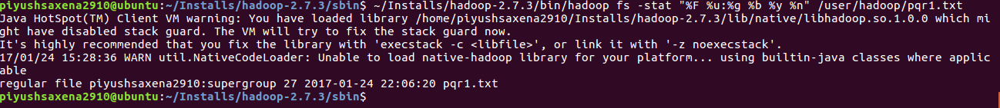 piyushsaxena2910@ubuntu:~/Installs/hadoop-2.7.3/sbin$ ~/Installs/hadoop-2.7.3/bin/hadoop fs -stat "%F %u:%g %b %y %n" /user/hadoop/pqr1.txt
Java HotSpot(TM) Client VM warning: You have loaded library /home/piyushsaxena2910/Installs/hadoop-2.7.3/lib/native/libhadoop.so.1.0.0 which mi
ght have disabled stack guard. The VM will try to fix the stack guard now.
It's highly recommended that you fix the library with 'execstack -c <libfile>', or link it with '-z noexecstack'.
17/01/24 15:28:36 WARN util.NativeCodeLoader: Unable to load native-hadoop library for your platform... using builtin-java classes where applic
able
regular file piyushsaxena2910:supergroup 27 2017-01-24 22:06:20 pqr1.txt
piyushsaxena2910@ubuntu:~/Installs/hadoop-2.7.3/sbin$